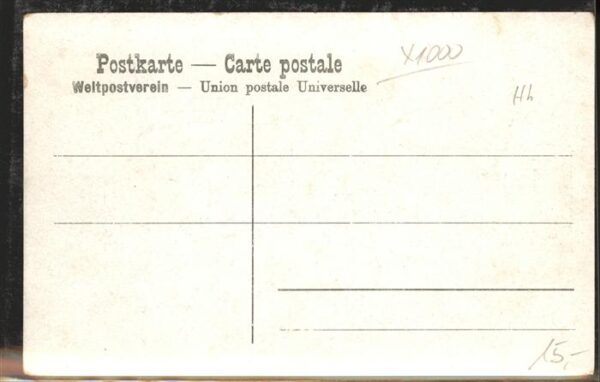 Postkarte — Carte postale
Weltpostverein — Union postale Universelle
X1000
Hh
15,-